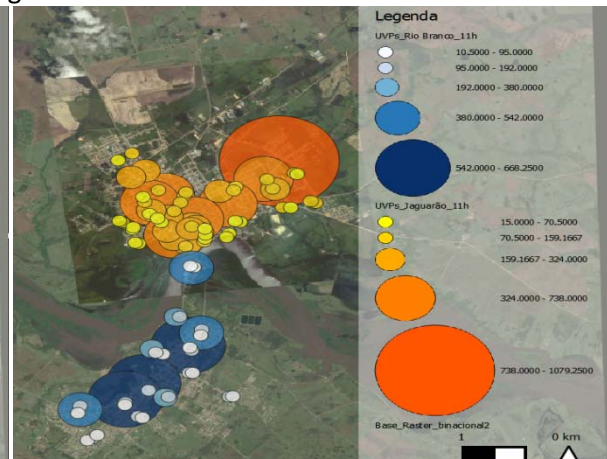 Legenda
UVPs_Rio Branco_11h
10.5000 - 95.0000
95.0000 - 192.0000
192.0000 - 380.0000
380.0000 - 542.0000
542.0000 - 668.2500
UVPs_Jaguarão_11h
15.0000 - 70.5000
70.5000 - 159.1667
159.1667 - 324.0000
324.0000 - 738.0000
738.0000 - 1079.2500
Base_Raster_binacional2
1 0 km